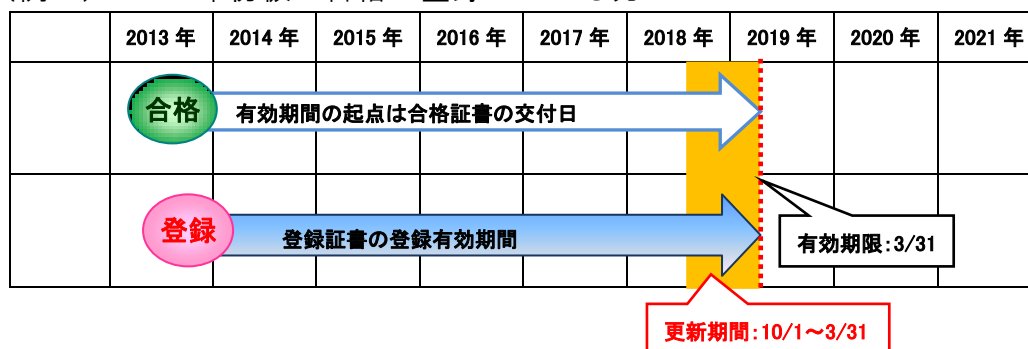 2013 年 2014 年 2015 年 2016 年 2017 年 2018 年 2019 年 2020 年 2021 年
合格 有効期間の起点は合格証書の交付日
登録 登録証書の登録有効期間
有効期限:3/31
更新期間:10/1～3/31